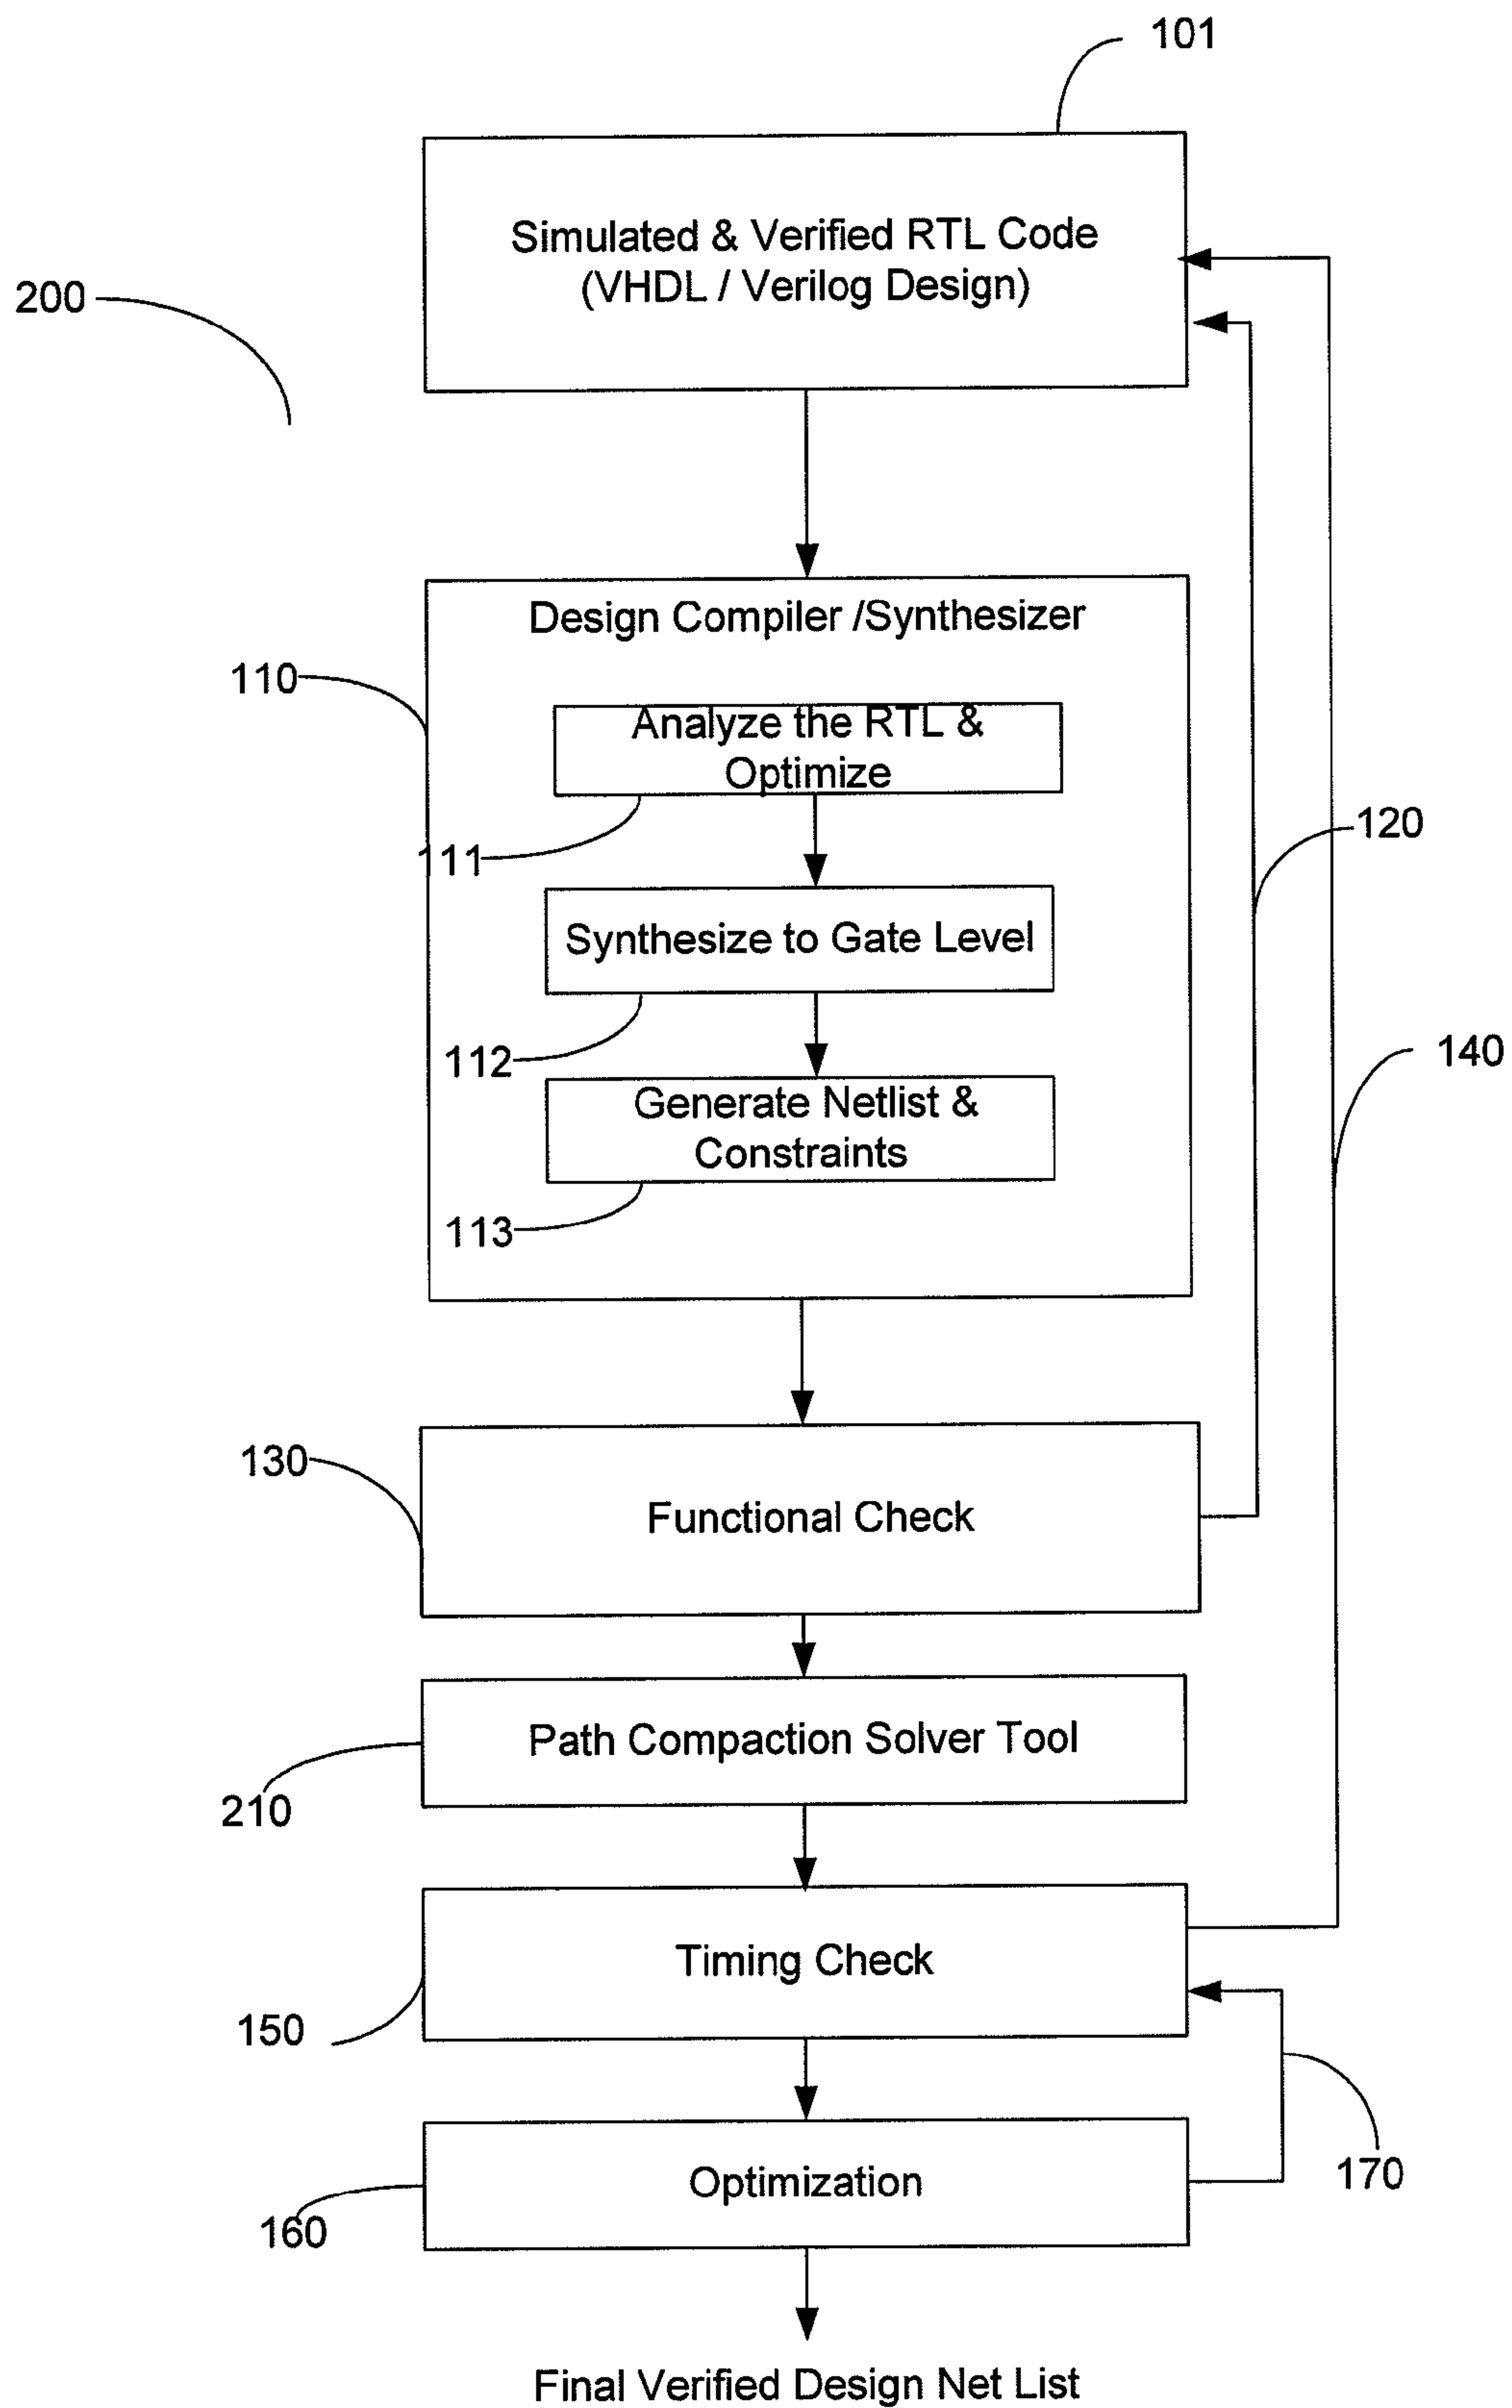 101
Simulated & Verified RTL Code
(VHDL / Verilog Design)
200
Design Compiler /Synthesizer
110
Analyze the RTL &
Optimize
111
120
Synthesize to Gate Level
112
140
Generate Netlist &
Constraints
113
130
Functional Check
Path Compaction Solver Tool
210
Timing Check
150
170
Optimization
160
Final Verified Design Net List